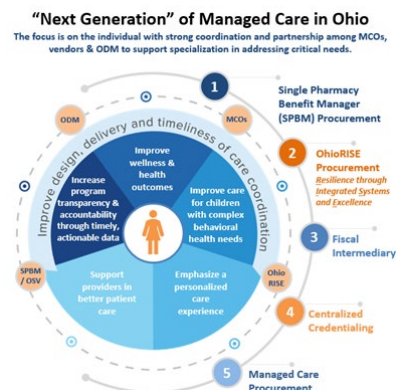 “Next Generation” of Managed Care in Ohio
The focus is on the individual with strong coordination and partnership among MCOs,
vendors & ODM to support specialization in addressing critical needs.
1
Single Pharmacy
Benefit Manager
(SPBM) Procurement
ODM
MCOs
Improve design, delivery and timeliness of care coordination
2
OhioRISE
Procurement
Resilience through
Integrated Systems
and Excellence
Improve
wellness &
health
outcomes
Increase
program
transparency &
accountability
through timely,
actionable data
Improve care
for children
with complex
behavioral
health needs
3
Fiscal
Intermediary
SPBM
/ OSV
Support
providers in
better patient
care
Emphasize a
personalized
care
experience
Ohio
RISE
4
Centralized
Credentialing
5
Managed Care
Procurement